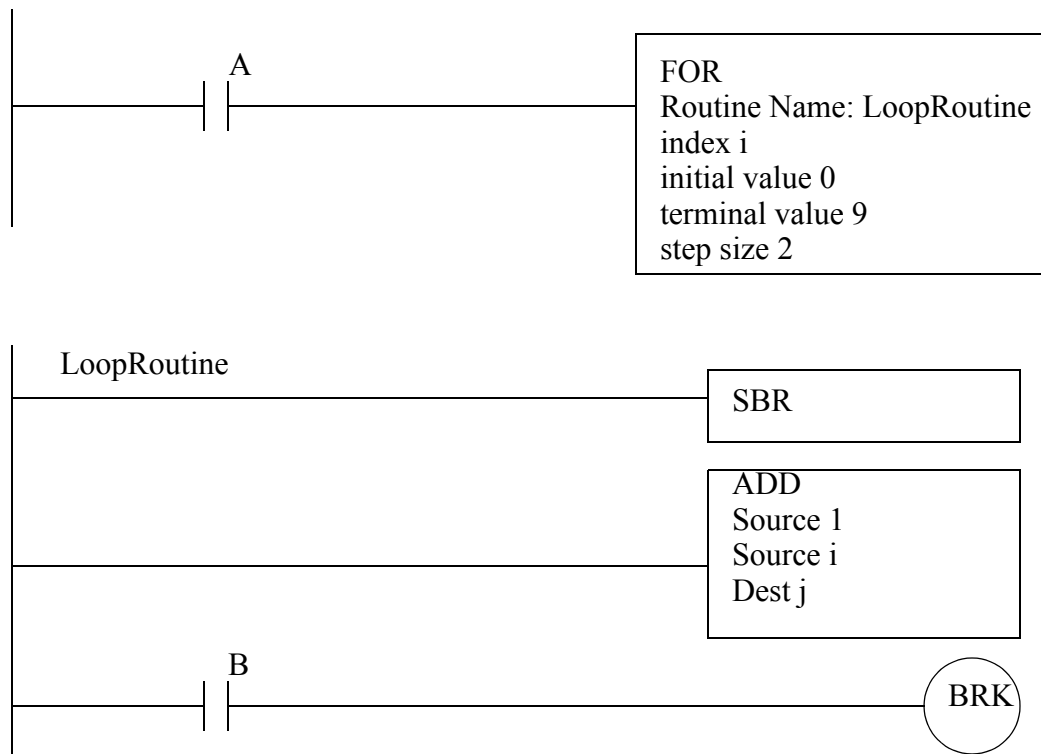 A
FOR
Routine Name: LoopRoutine
index i
initial value 0
terminal value 9
step size 2
LoopRoutine
SBR
ADD
Source 1
Source i
Dest j
B
BRK